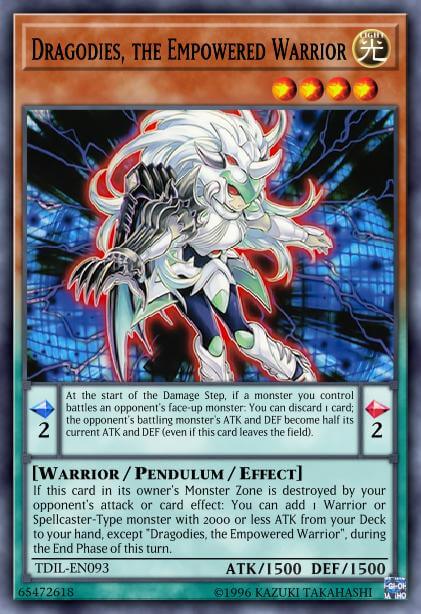 Dragodies, the Empowered Warrior
LIGHT
光
At the start of the Damage Step, if a monster you control
battles an opponent's face-up monster: You can discard 1 card;
the opponent's battling monster's ATK and DEF become half its
current ATK and DEF (even if this card leaves the field).
2
2
[Warrior / Pendulum / Effect]
If this card in its owner's Monster Zone is destroyed by your
opponent's attack or card effect: You can add 1 Warrior or
Spellcaster-Type monster with 2000 or less ATK from your Deck
to your hand, except "Dragodies, the Empowered Warrior", during
the End Phase of this turn.
TDIL-EN093
ATK/1500 DEF/1500
65472618
©1996 KAZUKI TAKAHASHI